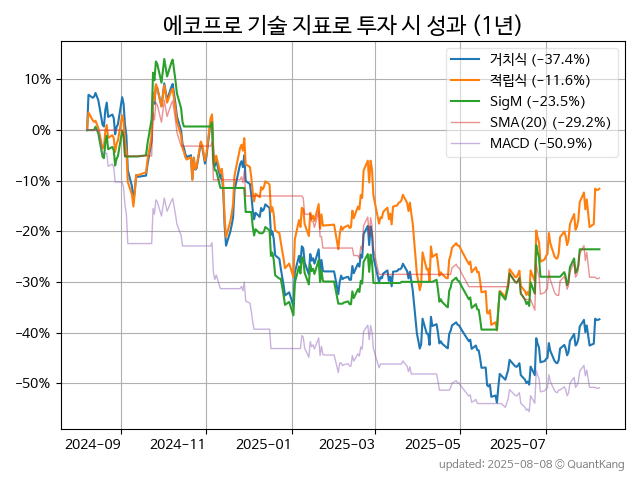 에코프로 기술 지표로 투자 시 성과 (1년)
거치식 (−37.4%)
적립식 (−11.6%)
SigM (−23.5%)
SMA(20) (−29.2%)
MACD (−50.9%)
10%
0%
−10%
−20%
−30%
−40%
−50%
2024-09
2024-11
2025-01
2025-03
2025-05
2025-07
updated: 2025-08-08 © QuantKang